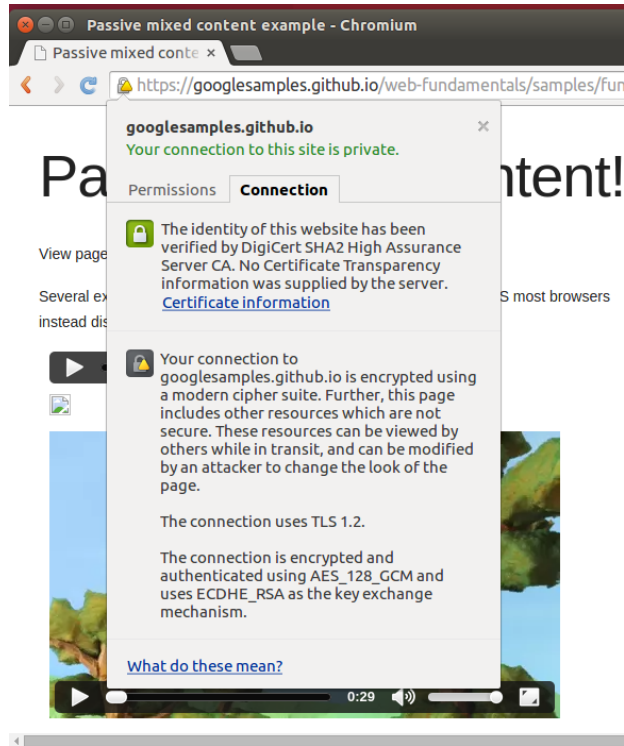 Passive mixed content example - Chromium
Passive mixed conte ×
https://googlesamples.github.io/web-fundamentals/samples/fun
googlesamples.github.io ×
Your connection to this site is private.
Permissions Connection
The identity of this website has been
verified by DigiCert SHA2 High Assurance
Server CA. No Certificate Transparency
information was supplied by the server.
Certificate information
Your connection to
googlesamples.github.io is encrypted using
a modern cipher suite. Further, this page
includes other resources which are not
secure. These resources can be viewed by
others while in transit, and can be modified
by an attacker to change the look of the
page.
The connection uses TLS 1.2.
The connection is encrypted and
authenticated using AES_128_GCM and
uses ECDHE_RSA as the key exchange
mechanism.
What do these mean?
Pa ntent!
View page
Several ex S most browsers
instead dis
0:29